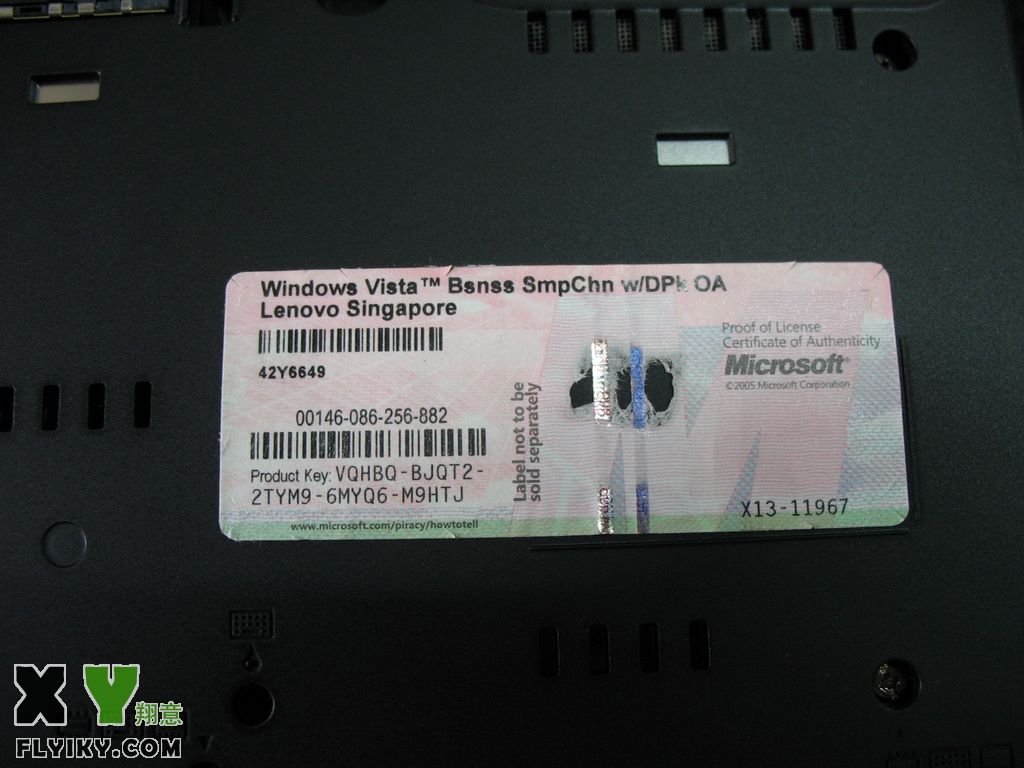 Windows Vista™ Bsnss SmpChn w/DPk OA
Lenovo Singapore
42Y6649
00146-086-256-882
Product Key: VQHBQ-BJQT2-
2TYM9-6MYQ6-M9HTJ
www.microsoft.com/piracy/howtotell
Label not to be
sold separately
Proof of License
Certificate of Authenticity
Microsoft®
©2005 Microsoft Corporation
X13-11967
XY翔意
FLYIKY.COM